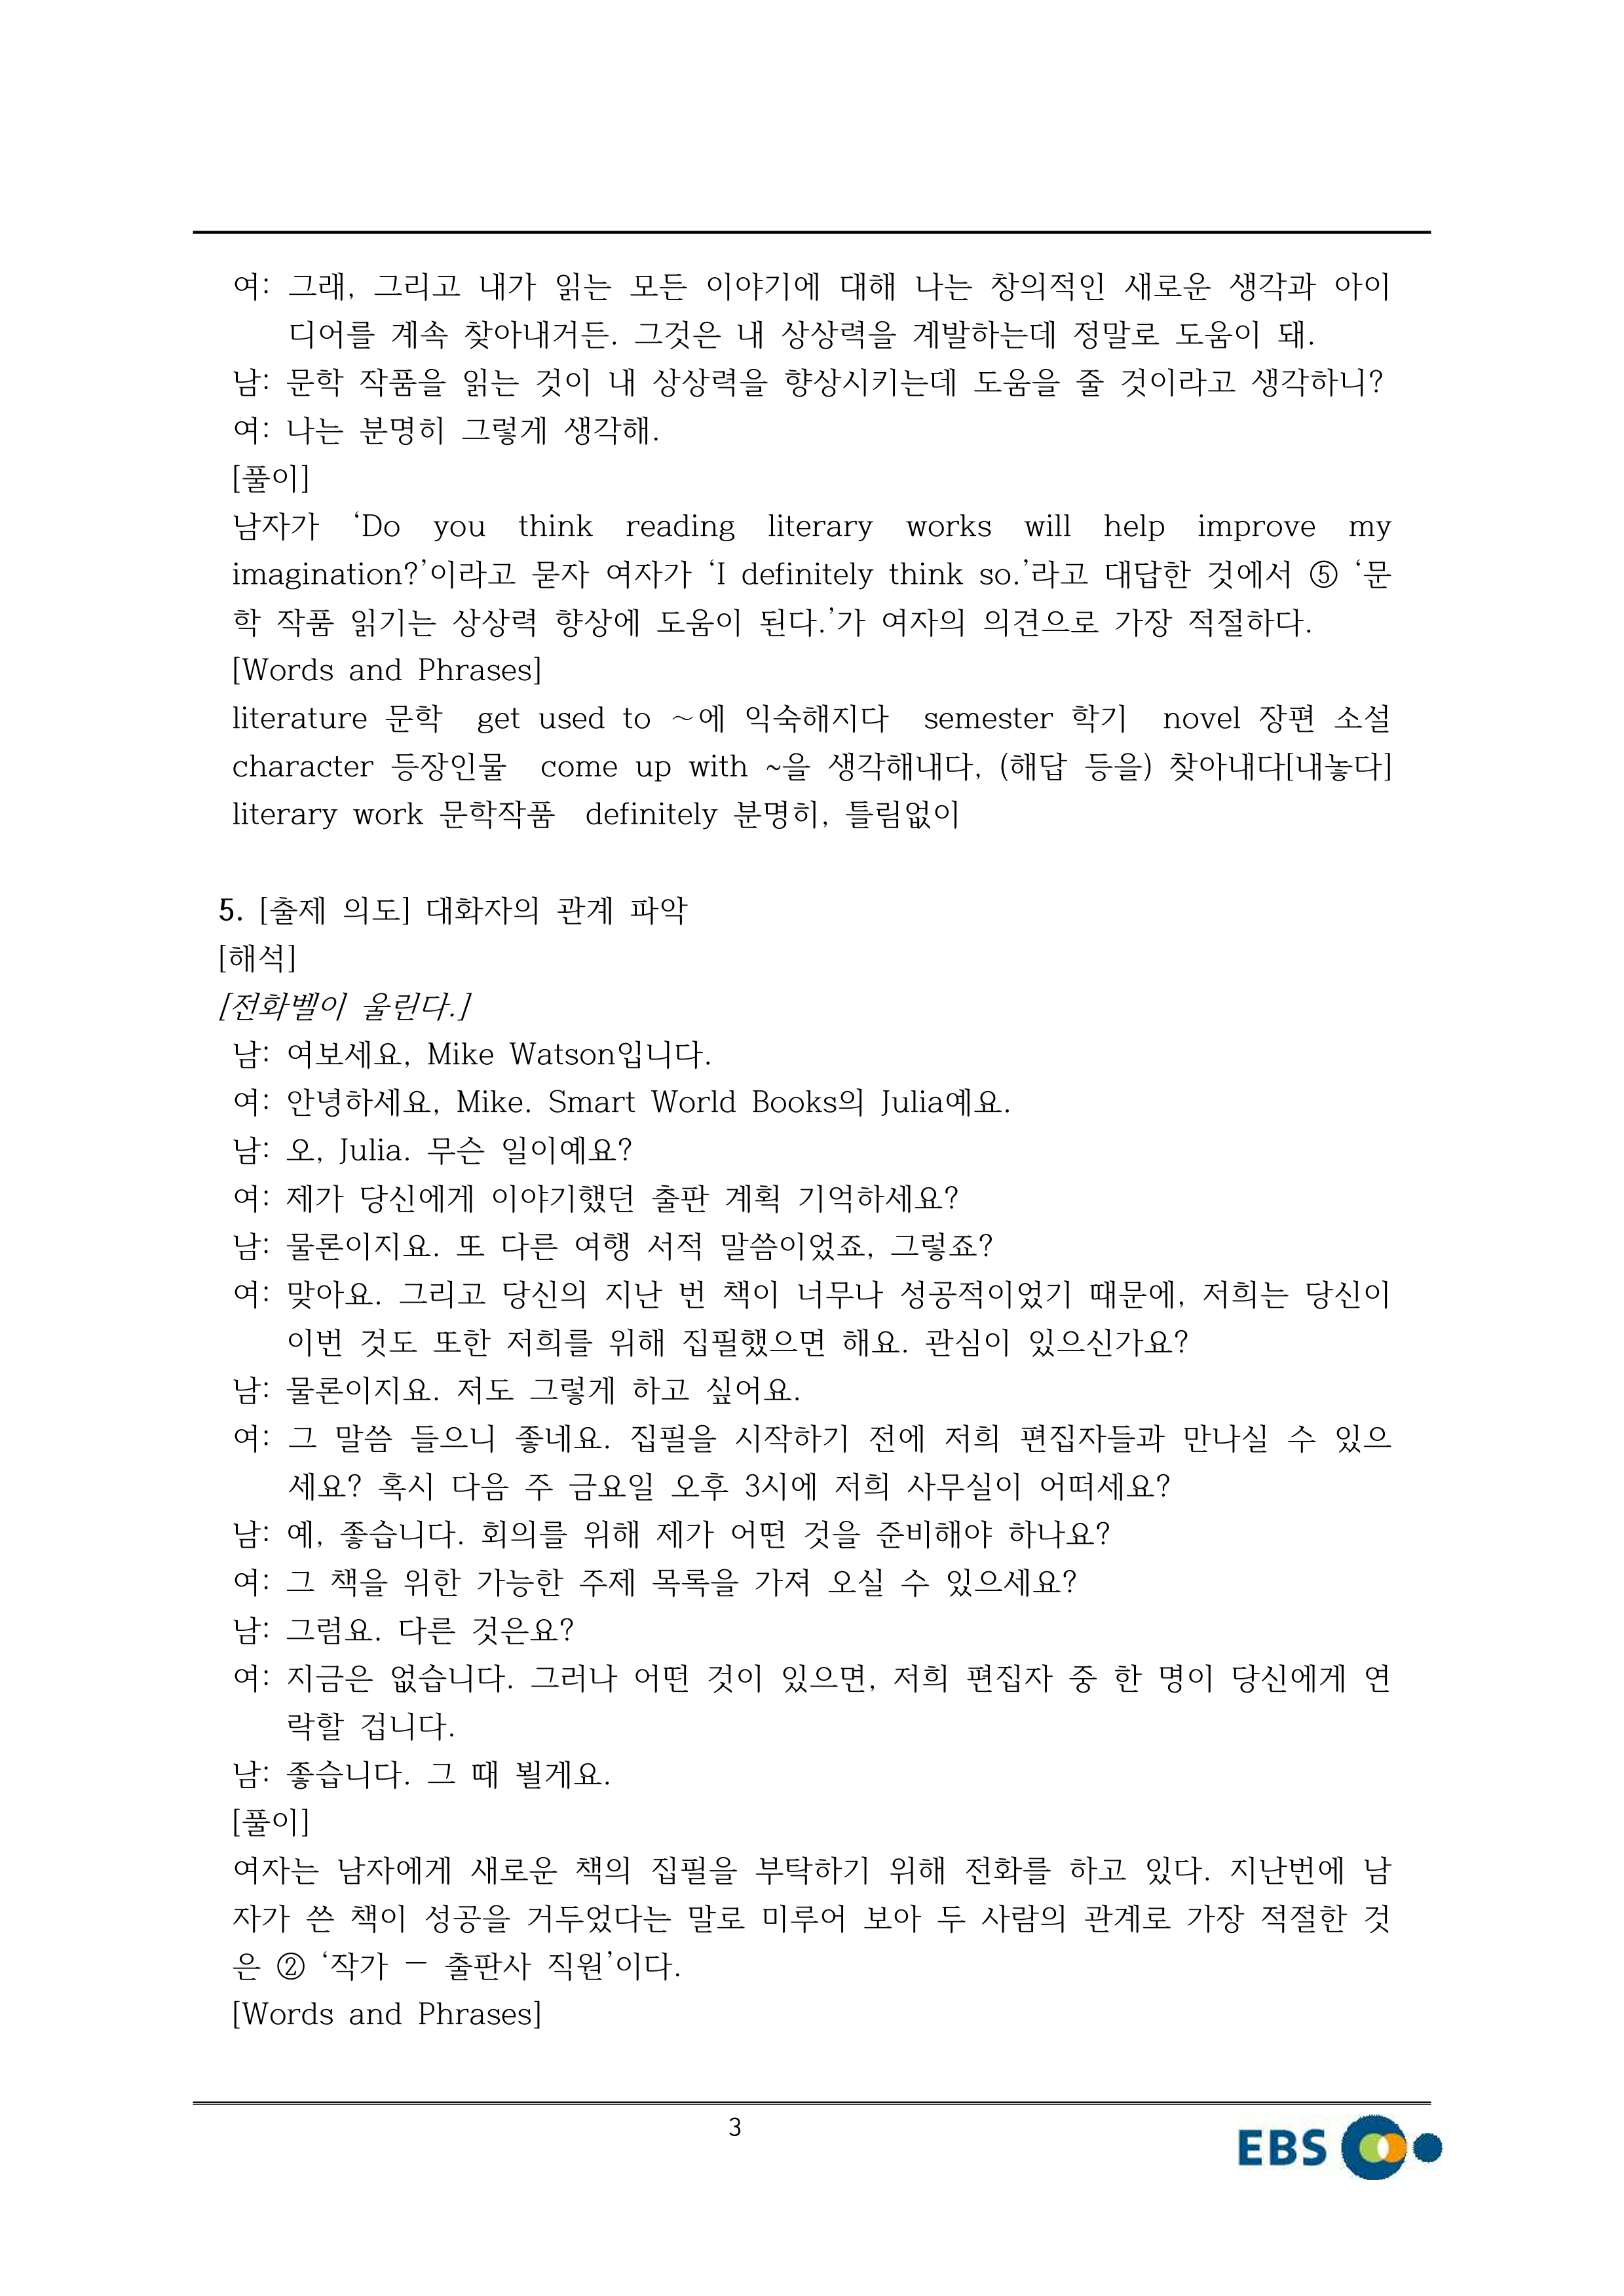 여: 그래, 그리고 내가 읽는 모든 이야기에 대해 나는 창의적인 새로운 생각과 아이
디어를 계속 찾아내거든. 그것은 내 상상력을 계발하는데 정말로 도움이 돼.
남: 문학 작품을 읽는 것이 내 상상력을 향상시키는데 도움을 줄 것이라고 생각하니?
여: 나는 분명히 그렇게 생각해.
[풀이]
남자가 ‘Do you think reading literary works will help improve my
imagination?’이라고 묻자 여자가 ‘I definitely think so.’라고 대답한 것에서 ⑤ ‘문
학 작품 읽기는 상상력 향상에 도움이 된다.’가 여자의 의견으로 가장 적절하다.
[Words and Phrases]
literature 문학  get used to ~에 익숙해지다  semester 학기  novel 장편 소설
character 등장인물  come up with ~을 생각해내다, (해답 등을) 찾아내다[내놓다]
literary work 문학작품  definitely 분명히, 틀림없이
5. [출제 의도] 대화자의 관계 파악
[해석]
[전화벨이 울린다.]
남: 여보세요, Mike Watson입니다.
여: 안녕하세요, Mike. Smart World Books의 Julia예요.
남: 오, Julia. 무슨 일이예요?
여: 제가 당신에게 이야기했던 출판 계획 기억하세요?
남: 물론이지요. 또 다른 여행 서적 말씀이었죠, 그렇죠?
여: 맞아요. 그리고 당신의 지난 번 책이 너무나 성공적이었기 때문에, 저희는 당신이
이번 것도 또한 저희를 위해 집필했으면 해요. 관심이 있으신가요?
남: 물론이지요. 저도 그렇게 하고 싶어요.
여: 그 말씀 들으니 좋네요. 집필을 시작하기 전에 저희 편집자들과 만나실 수 있으
세요? 혹시 다음 주 금요일 오후 3시에 저희 사무실이 어떠세요?
남: 예, 좋습니다. 회의를 위해 제가 어떤 것을 준비해야 하나요?
여: 그 책을 위한 가능한 주제 목록을 가져 오실 수 있으세요?
남: 그럼요. 다른 것은요?
여: 지금은 없습니다. 그러나 어떤 것이 있으면, 저희 편집자 중 한 명이 당신에게 연
락할 겁니다.
남: 좋습니다. 그 때 뵐게요.
[풀이]
여자는 남자에게 새로운 책의 집필을 부탁하기 위해 전화를 하고 있다. 지난번에 남
자가 쓴 책이 성공을 거두었다는 말로 미루어 보아 두 사람의 관계로 가장 적절한 것
은 ② ‘작가 - 출판사 직원’이다.
[Words and Phrases]
3
EBS